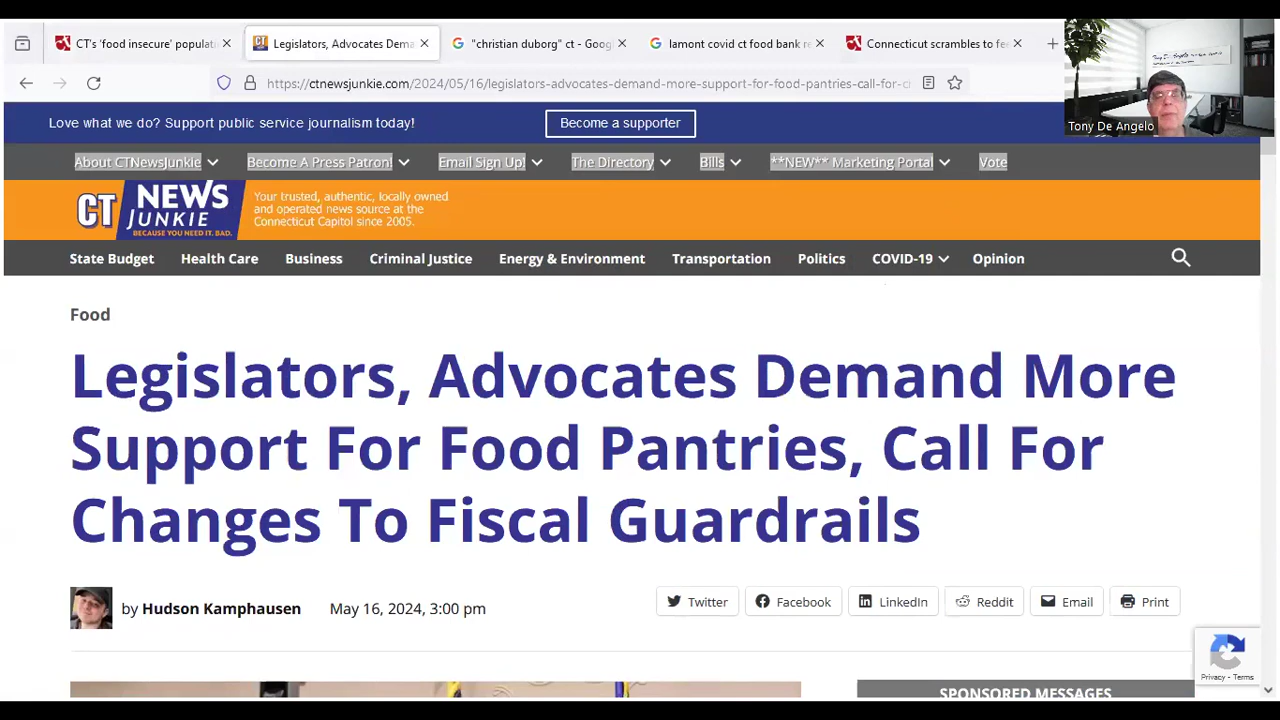 CT's 'food insecure' populati
Legislators, Advocates Dema
"christian duborg" ct - Goog
lamont covid ct food bank re
Connecticut scrambles to f
https://ctnewsjunkie.com/2024/05/16/legislators-advocates-demand-more-support-for-food-pantries-call-for-c
Tony De Angelo
Love what we do? Support public service journalism today!
Become a supporter
About CTNewsJunkie
Become A Press Patron!
Email Sign Up!
The Directory
Bills
**NEW** Marketing Portal
Vote
CT NEWS JUNKIE
BECAUSE YOU NEED IT. BAD.
Your trusted, authentic, locally owned
and operated news source at the
Connecticut Capitol since 2005.
State Budget
Health Care
Business
Criminal Justice
Energy & Environment
Transportation
Politics
COVID-19
Opinion
Food
Legislators, Advocates Demand More
Support For Food Pantries, Call For
Changes To Fiscal Guardrails
by Hudson Kamphausen
May 16, 2024, 3:00 pm
Twitter
Facebook
LinkedIn
Reddit
Email
Print
Privacy - Terms
SPONSORED MESSAGES